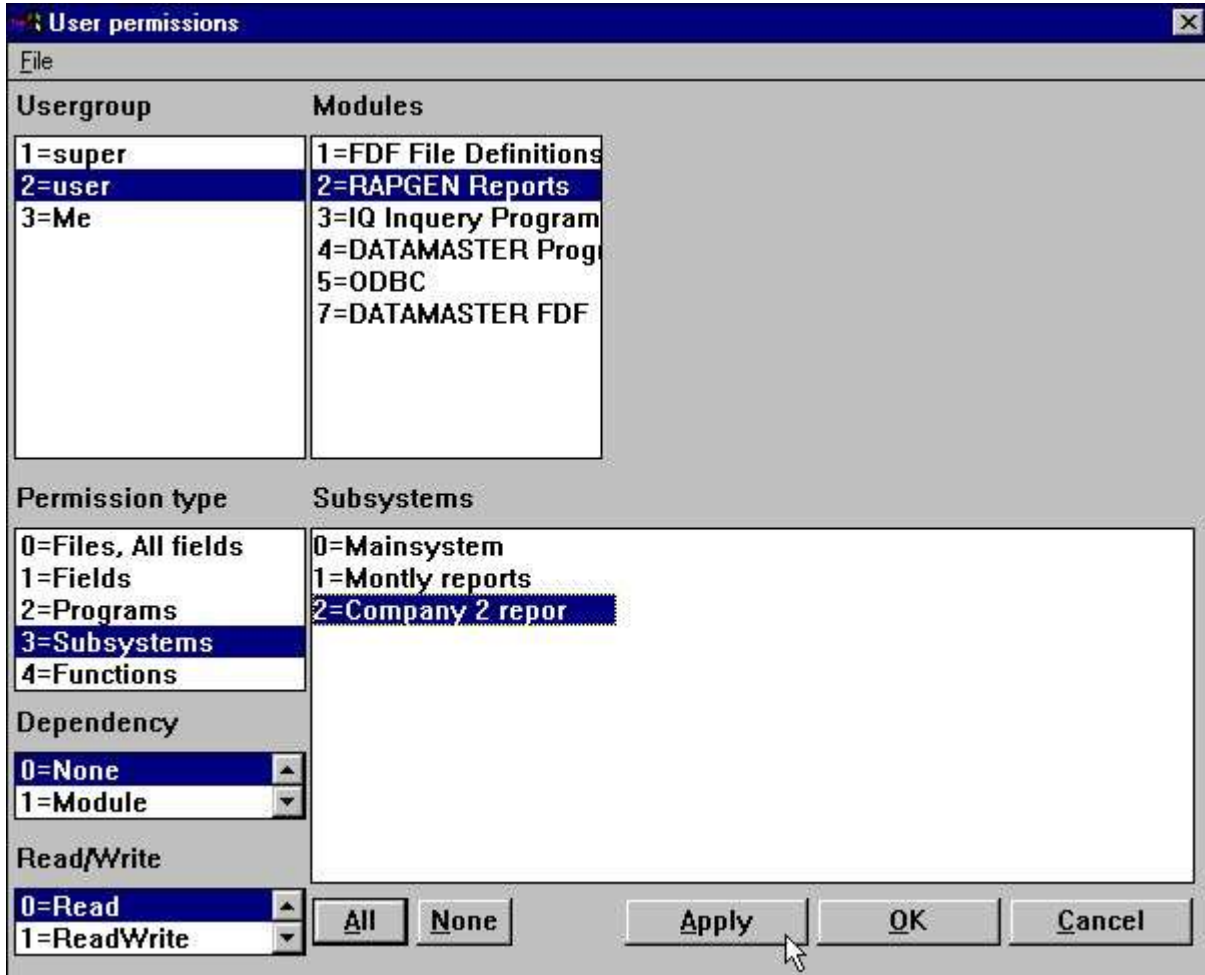 User permissions
File
Usergroup
1=super
2=user
3=Me
Modules
1=FDF File Definitions
2=RAPGEN Reports
3=IQ Inquery Program
4=DATAMASTER Progr
5=ODBC
7=DATAMASTER FDF
Permission type
0=Files, All fields
1=Fields
2=Programs
3=Subsystems
4=Functions
Subsystems
0=Mainsystem
1=Montly reports
2=Company 2 repor
Dependency
0=None
1=Module
Read/Write
0=Read
1=ReadWrite
All None Apply OK Cancel